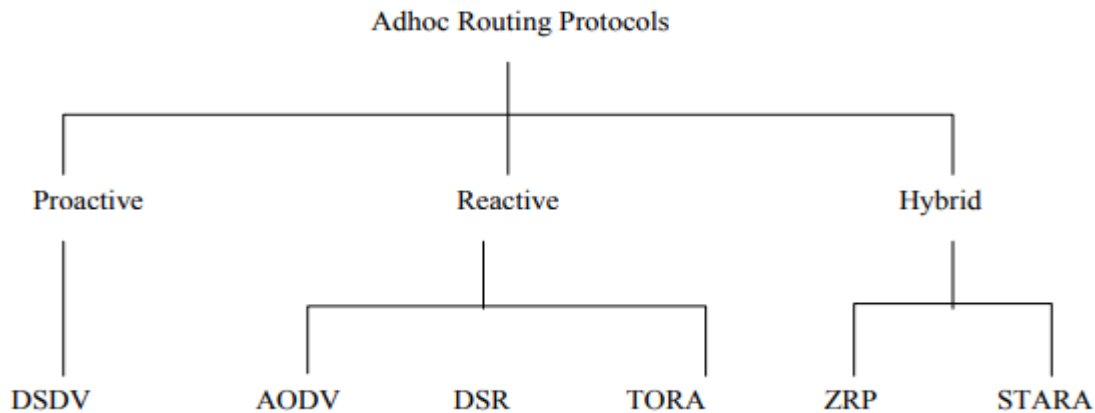 Adhoc Routing Protocols
Proactive Reactive Hybrid
DSDV AODV DSR TORA ZRP STARA